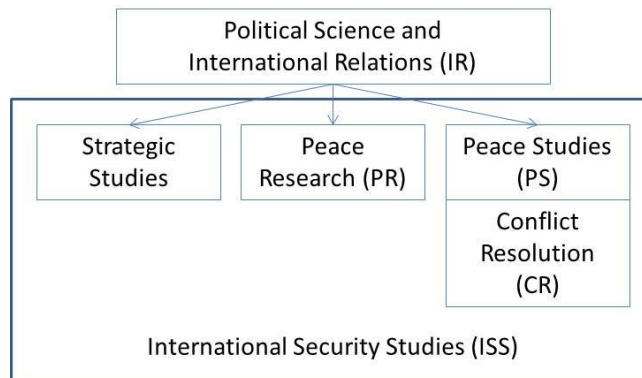 Political Science and
International Relations (IR)
Strategic
Studies
Peace
Research (PR)
Peace Studies
(PS)
Conflict
Resolution
(CR)
International Security Studies (ISS)